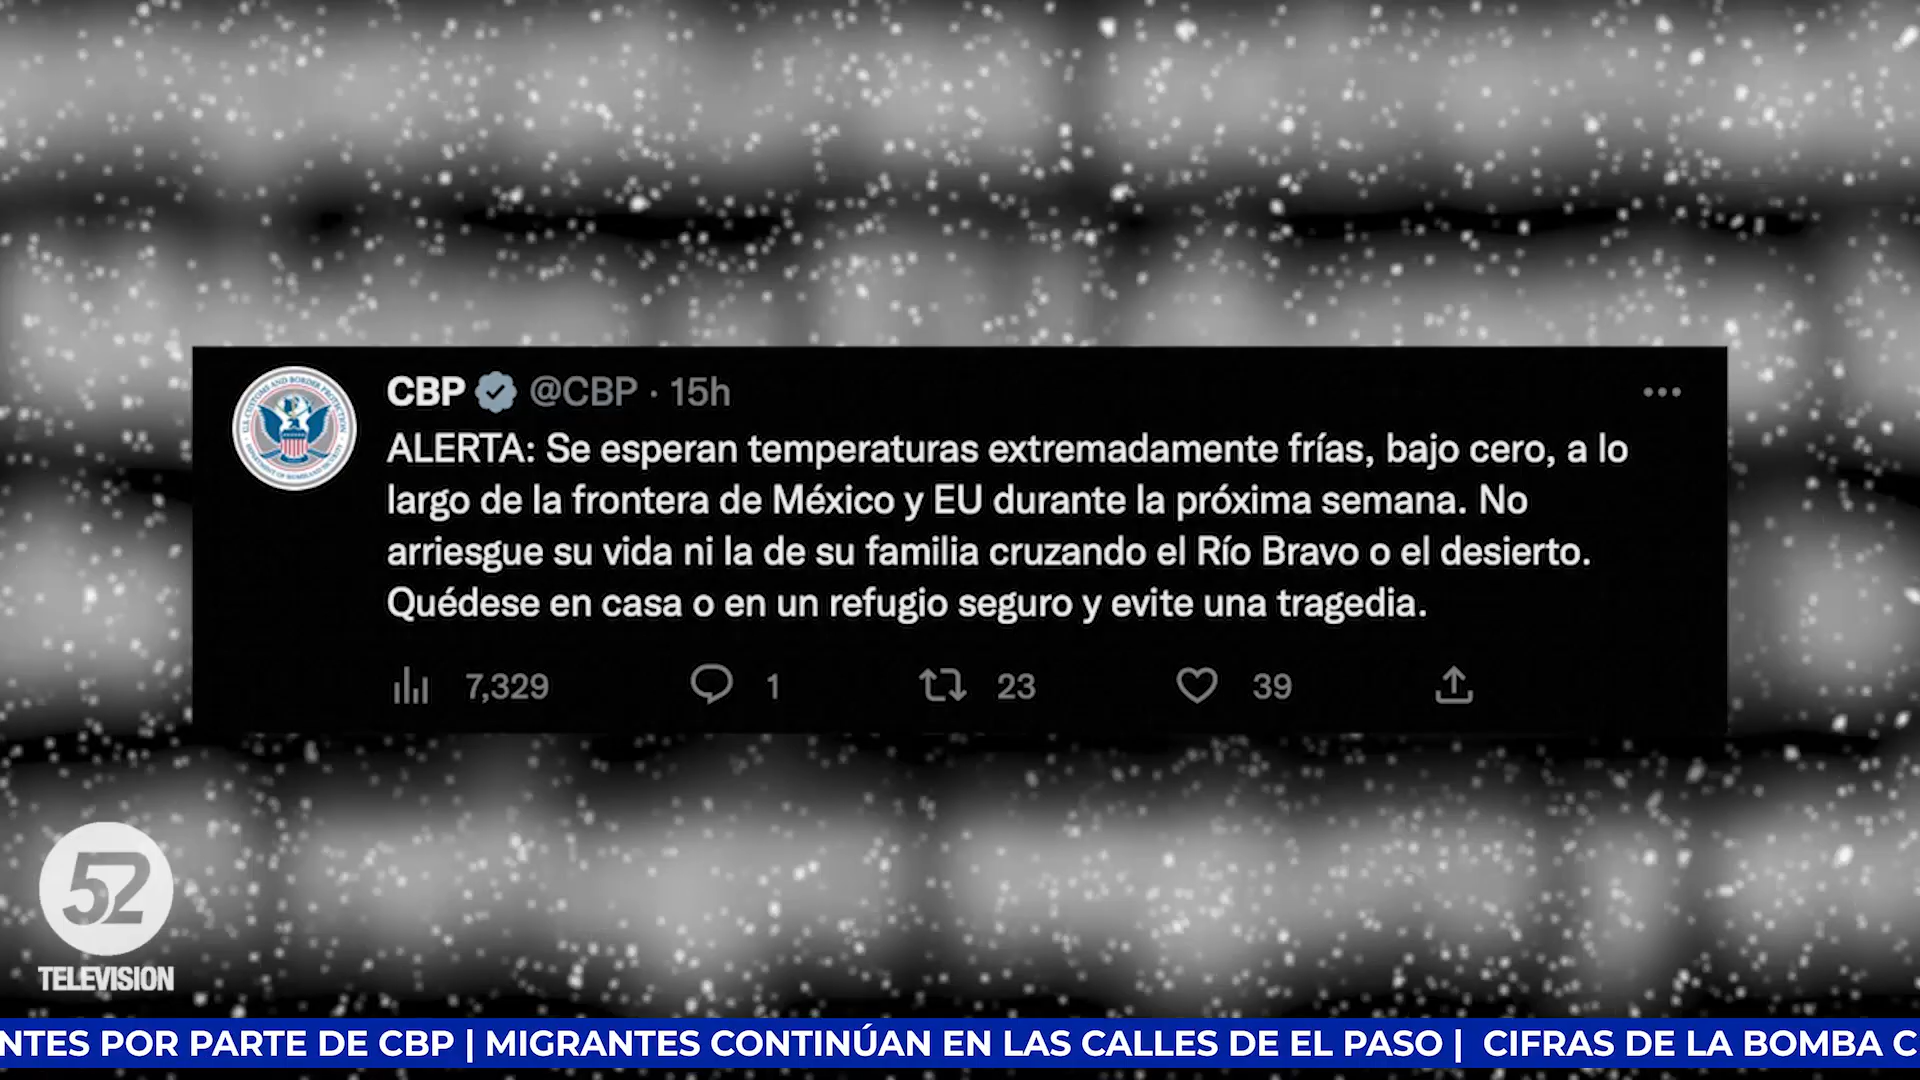 CBP @CBP · 15h
ALERTA: Se esperan temperaturas extremadamente frías, bajo cero, a lo
largo de la frontera de México y EU durante la próxima semana. No
arriesgue su vida ni la de su familia cruzando el Río Bravo o el desierto.
Quédese en casa o en un refugio seguro y evite una tragedia.
7,329 1 23 39
52
TELEVISION
NTES POR PARTE DE CBP | MIGRANTES CONTINÚAN EN LAS CALLES DE EL PASO | CIFRAS DE LA BOMBA C